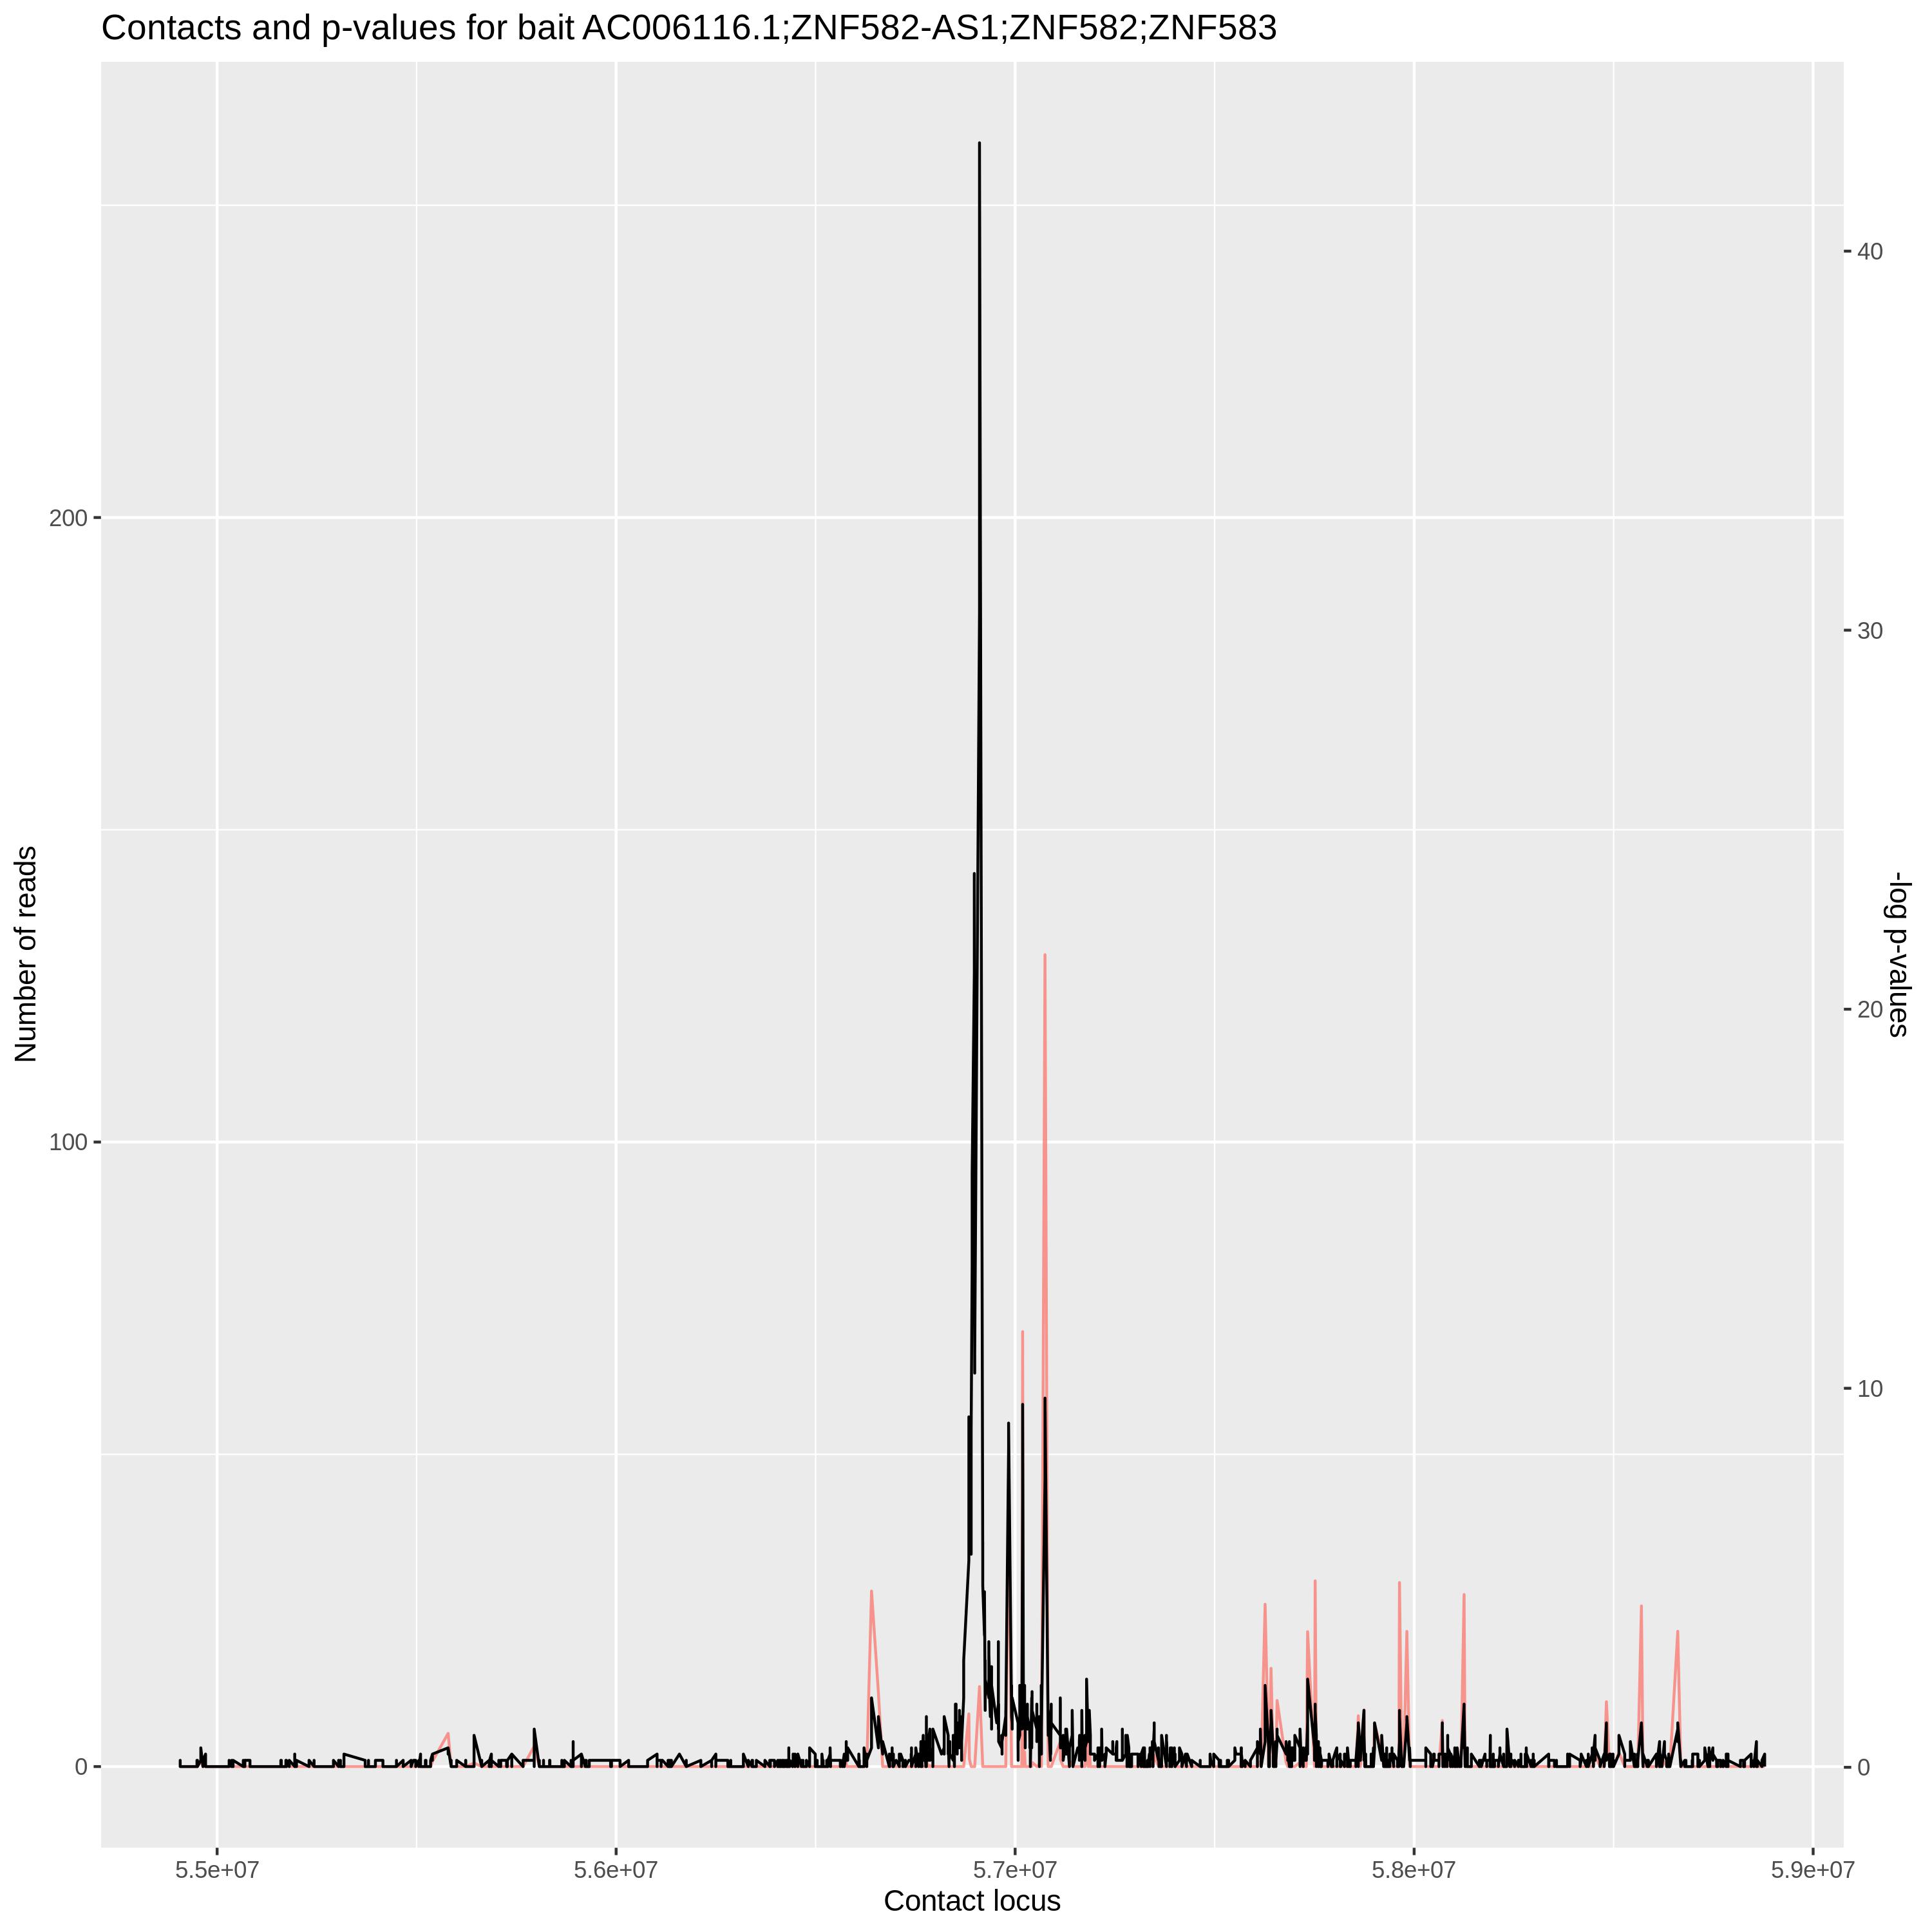 Contacts and p-values for bait AC006116.1;ZNF582-AS1;ZNF582;ZNF583
Number of reads
200
100
0
40
30
20
10
0
-log p-values
5.5e+07
5.6e+07
5.7e+07
5.8e+07
5.9e+07
Contact locus